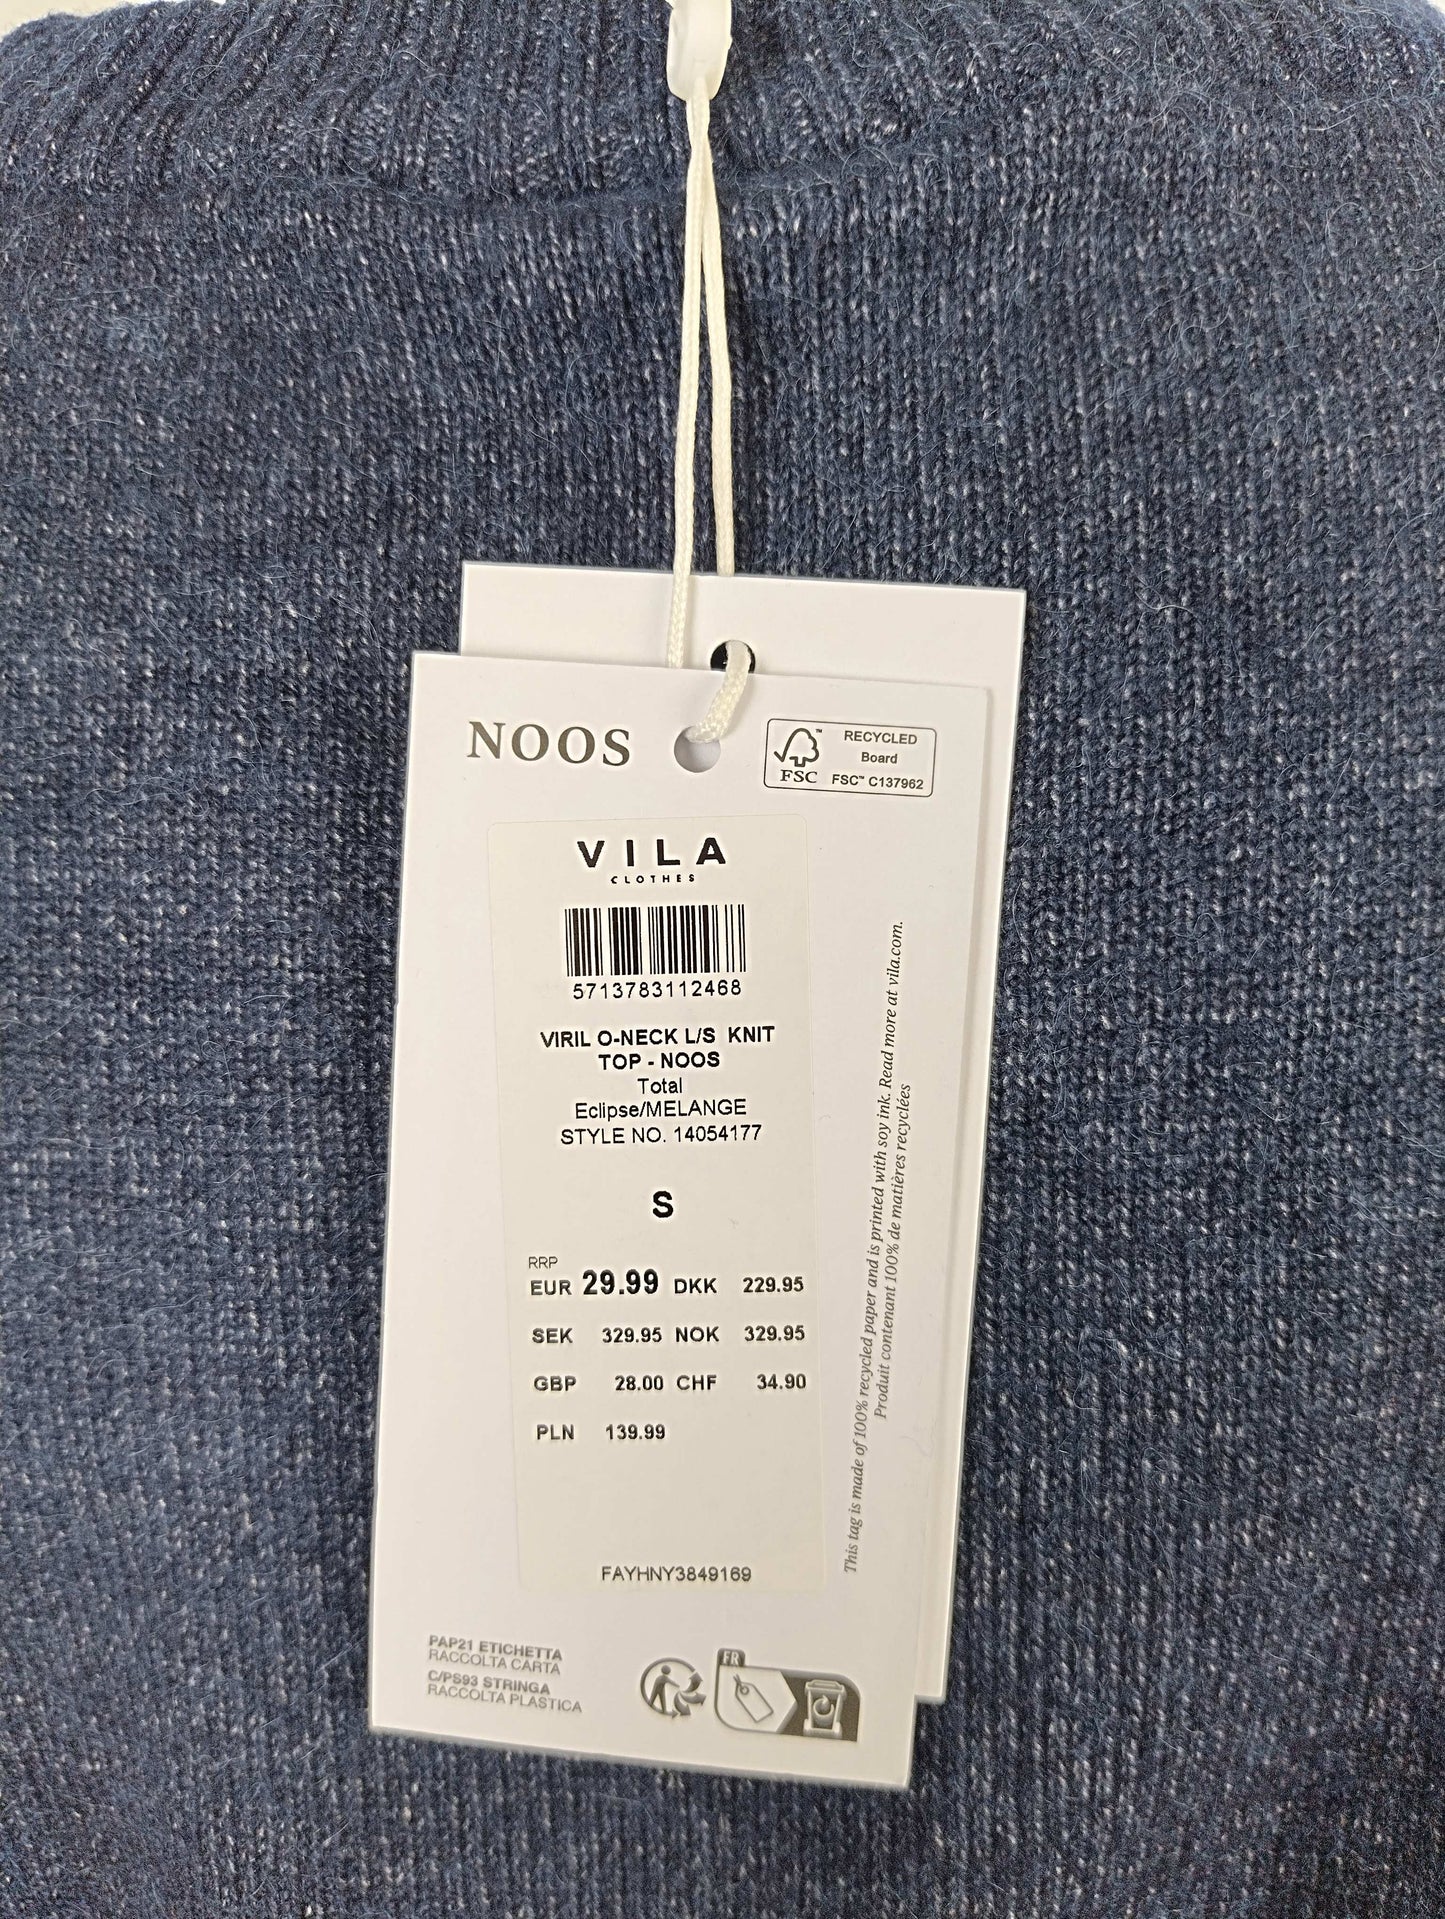 NOOS
RECYCLED
Board
FSC™ C137962
FSC
VILA
CLOTHES
5713783112468
VIRIL O-NECK L/S KNIT
TOP - NOOS
Total
Eclipse/MELANGE
STYLE NO. 14054177
S
RRP
EUR 29.99 DKK 229.95
SEK 329.95 NOK 329.95
GBP 28.00 CHF 34.90
PLN 139.99
FAYHNY3849169
This tag is made of 100% recycled paper and is printed with soy ink. Read more at vila.com.
Produit contenant 100% de matières recyclées
PAP21 ETICHETTA
RACCOLTA CARTA
C/PS93 STRINGA
RACCOLTA PLASTICA
FR